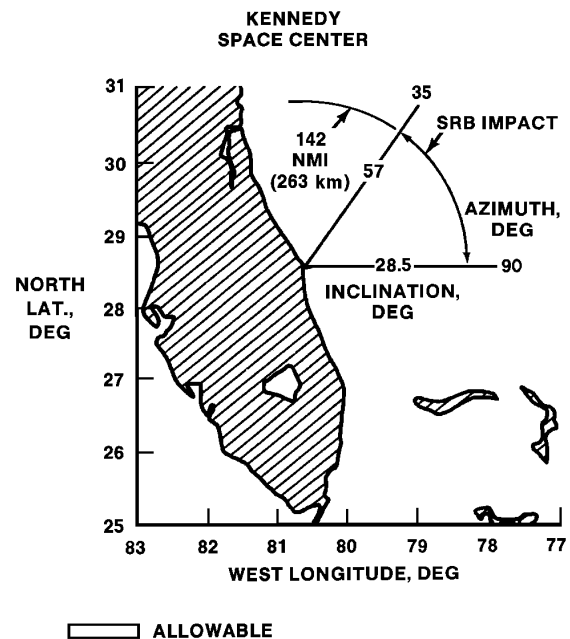 KENNEDY
SPACE CENTER
31
30
29
28
27
26
25
NORTH
LAT.,
DEG
35
SRB IMPACT
142
NMI
(263 km)
57
AZIMUTH,
DEG
28.5
90
INCLINATION,
DEG
83
82
81
80
79
78
77
WEST LONGITUDE, DEG
ALLOWABLE